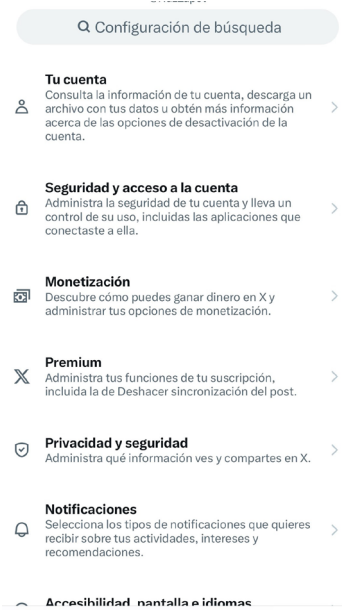 Configuración de búsqueda
Tu cuenta
Consulta la información de tu cuenta, descarga un
archivo con tus datos u obtén más información
acerca de las opciones de desactivación de la
cuenta.
Seguridad y acceso a la cuenta
Administra la seguridad de tu cuenta y lleva un
control de su uso, incluidas las aplicaciones que
conectaste a ella.
Monetización
Descubre cómo puedes ganar dinero en X y
administrar tus opciones de monetización.
Premium
Administra tus funciones de tu suscripción,
incluida la de Deshacer sincronización del post.
Privacidad y seguridad
Administra qué información ves y compartes en X.
Notificaciones
Selecciona los tipos de notificaciones que quieres
recibir sobre tus actividades, intereses y
recomendaciones.
Accesibilidad, pantalla e idiomas